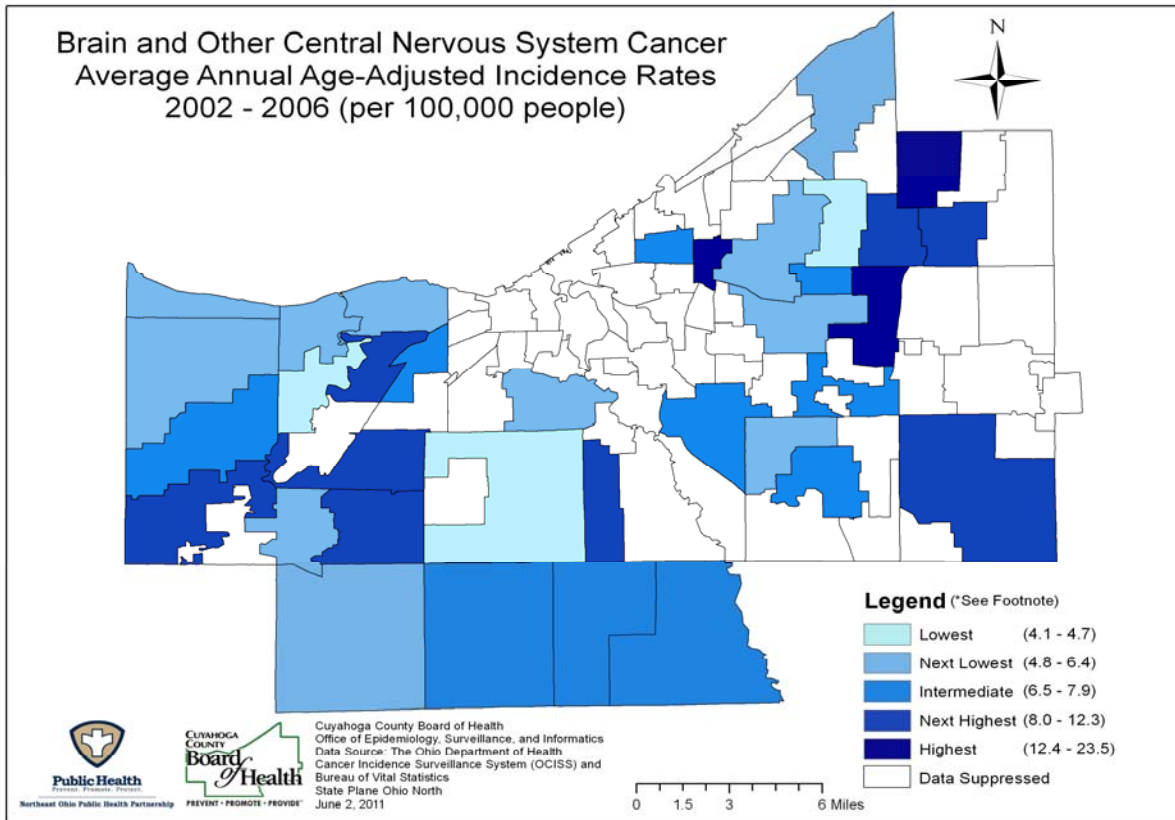 Brain and Other Central Nervous System Cancer
Average Annual Age-Adjusted Incidence Rates
2002 - 2006 (per 100,000 people)
N
Legend (*See Footnote)
Lowest (4.1 - 4.7)
Next Lowest (4.8 - 6.4)
Intermediate (6.5 - 7.9)
Next Highest (8.0 - 12.3)
Highest (12.4 - 23.5)
Data Suppressed
Public Health
Prevent. Promote. Protect.
Northeast Ohio Public Health Partnership
CUYAHOGA
COUNTY
Board
of Health
PREVENT • PROMOTE • PROVIDE
Cuyahoga County Board of Health
Office of Epidemiology, Surveillance, and Informatics
Data Source: The Ohio Department of Health
Cancer Incidence Surveillance System (OCISS) and
Bureau of Vital Statistics
State Plane Ohio North
June 2, 2011
0 1.5 3 6 Miles